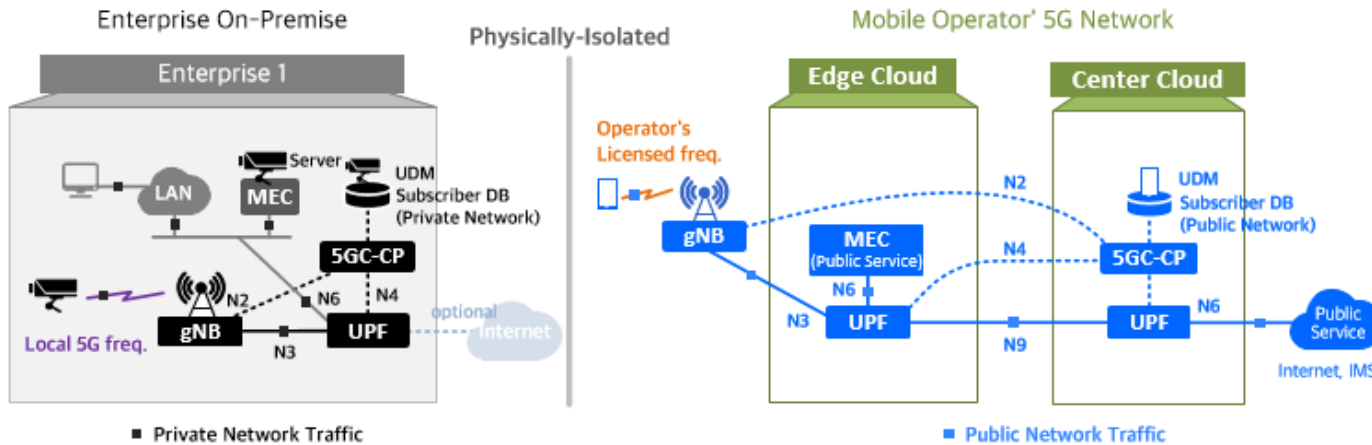 Enterprise On-Premise
Physically-Isolated
Mobile Operator' 5G Network
Enterprise 1
Edge Cloud
Center Cloud
Operator's
Licensed freq.
Server
LAN
MEC
UDM
Subscriber DB
(Private Network)
N2
UDM
Subscriber DB
(Public Network)
gNB
MEC
(Public Service)
N4
5GC-CP
5GC-CP
N2
N6
N4
optional
Internet
N6
N3
UPF
N9
UPF
N6
Public
Service
Local 5G freq.
gNB
N3
UPF
Internet, IMS
Private Network Traffic
Public Network Traffic